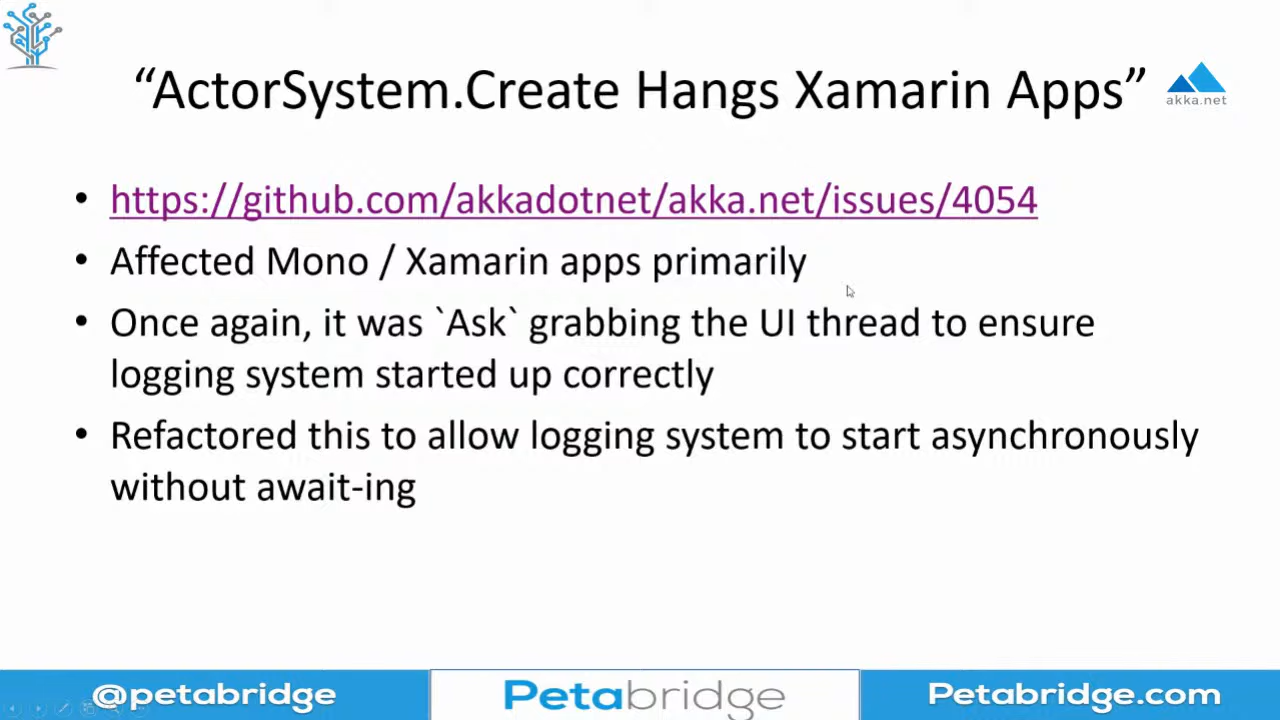 “ActorSystem.Create Hangs Xamarin Apps”
akka.net
• https://github.com/akkadotnet/akka.net/issues/4054
• Affected Mono / Xamarin apps primarily
• Once again, it was `Ask` grabbing the UI thread to ensure
logging system started up correctly
• Refactored this to allow logging system to start asynchronously
without await-ing
@petabridge
Petabridge
Petabridge.com